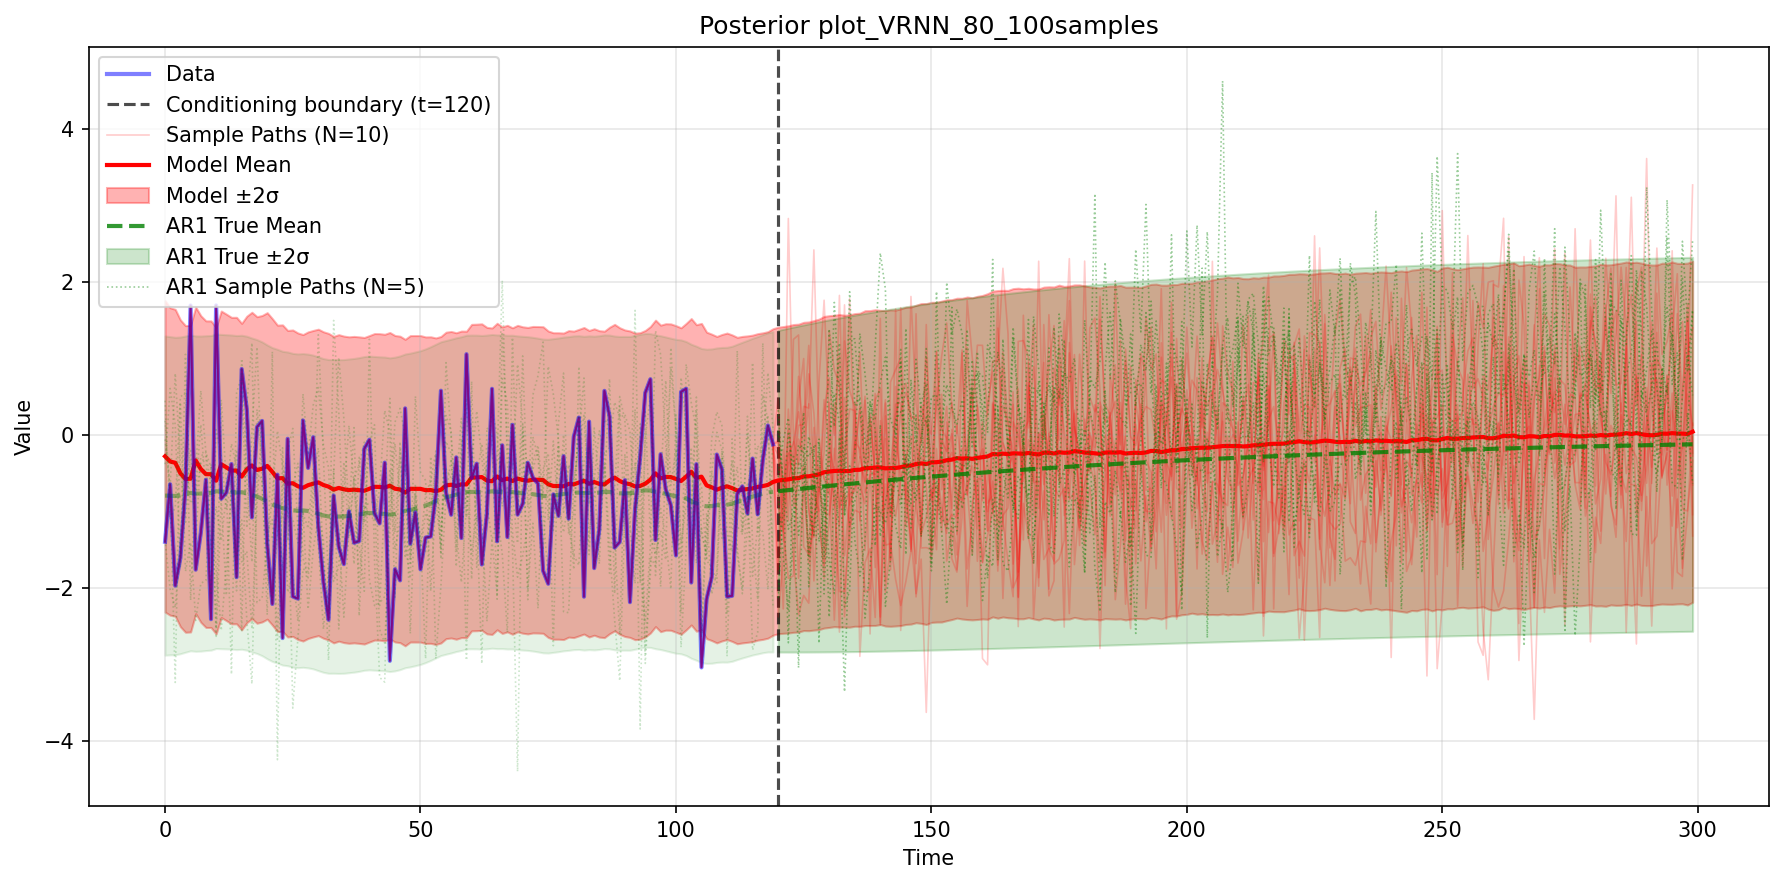 Posterior plot_VRNN_80_100samples
Data
Conditioning boundary (t=120)
Sample Paths (N=10)
Model Mean
Model ±2σ
AR1 True Mean
AR1 True ±2σ
AR1 Sample Paths (N=5)
Value
4
2
0
−2
−4
0 50 100 150 200 250 300
Time